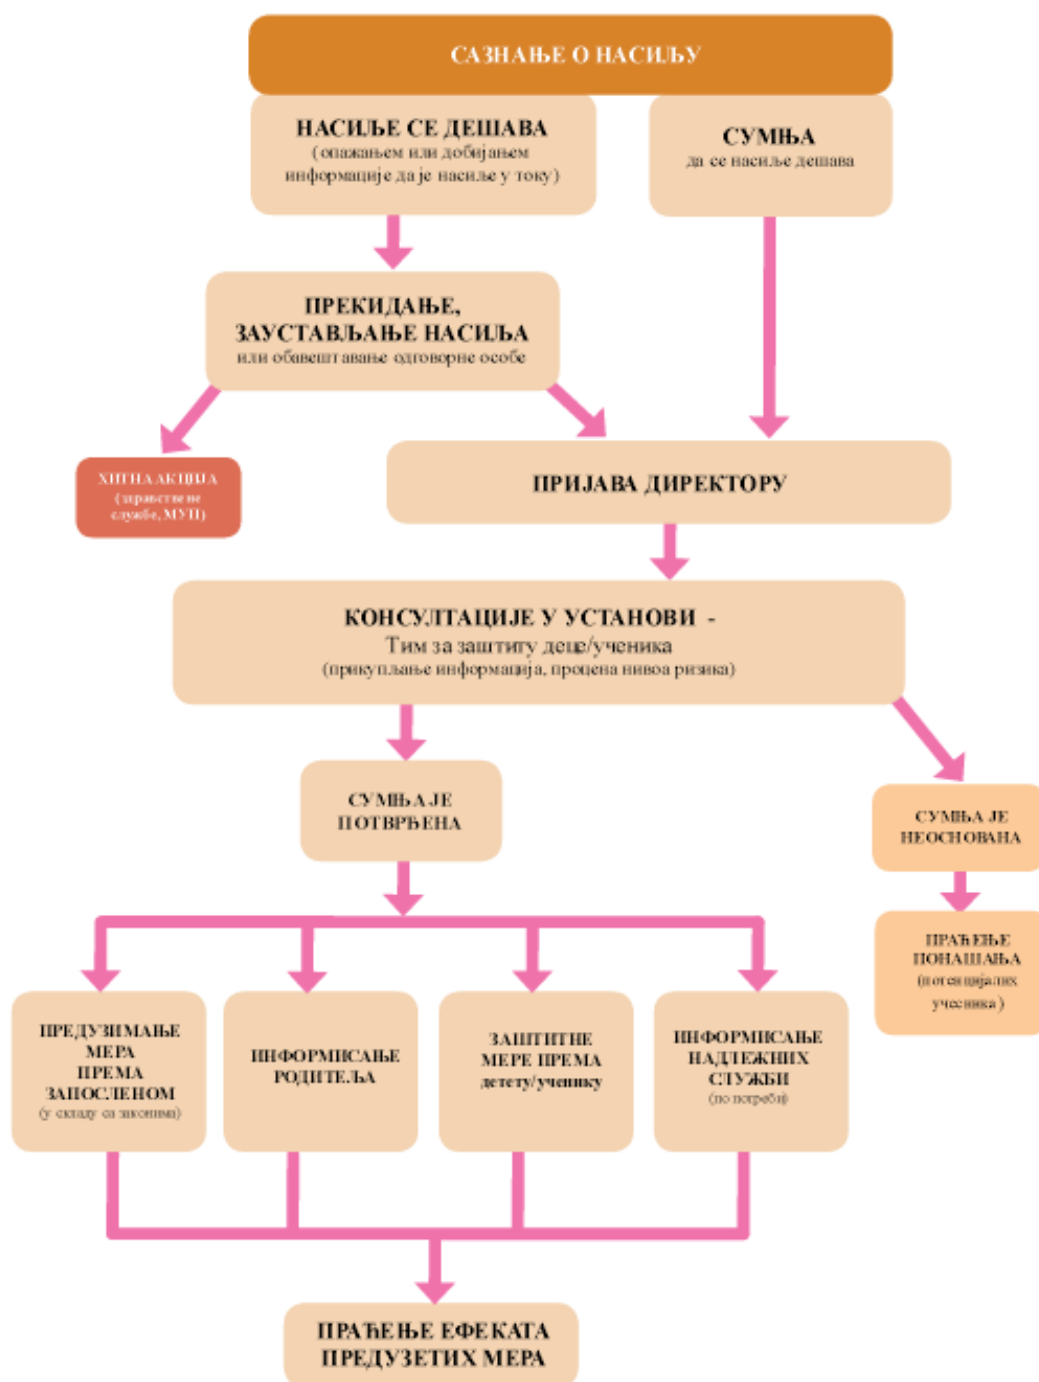 САЗНАЊЕ О НАСИЉУ
НАСИЉЕ СЕ ДЕШАВА
(опажањем или добијањем
информације да је насиље у току)
СУМЊА
да се насиље дешава
ПРЕКИДАЊЕ,
ЗАУСТАВЉАЊЕ НАСИЉА
или обавештавање одговорне особе
ХИТНА АКЦИЈА
(здравствене
службе, МУП)
ПРИЈАВА ДИРЕКТОРУ
КОНСУЛТАЦИЈЕ У УСТАНОВИ -
Тим за заштиту деце/ученика
(прикупљање информација, процена нивоа ризика)
СУМЊА ЈЕ
ПОТВРЂЕНА
СУМЊА ЈЕ
НЕОСНОВАНА
ПРАЋЕЊЕ
ПОНАШАЊА
(потенцијалих
учесника )
ПРЕДУЗИМАЊЕ
МЕРА
ПРЕМА
ЗАПОСЛЕНОМ
(у складу са законима)
ИНФОРМИСАЊЕ
РОДИТЕЉА
ЗАШТИТНЕ
МЕРЕ ПРЕМА
детету/ученику
ИНФОРМИСАЊЕ
НАДЛЕЖНИХ
СЛУЖБИ
(по потреби)
ПРАЋЕЊЕ ЕФЕКАТА
ПРЕДУЗЕТИХ МЕРА